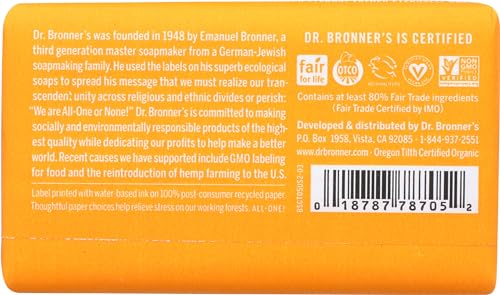 Dr. Bronner's was founded in 1948 by Emanuel Bronner, a
third generation master soapmaker from a German-Jewish
soapmaking family. He used the labels on his superb ecological
soaps to spread his message that we must realize our tran-
scendent unity across religious and ethnic divides or perish:
"We are All-One or None!" Dr. Bronner's is committed to making
socially and environmentally responsible products of the high-
est quality while dedicating our profits to help make a better
world. Recent causes we have supported include GMO labeling
for food and the reintroduction of hemp farming to the U.S.
Label printed with water-based ink on 100% post-consumer recycled paper.
Thoughtful paper choices help relieve stress on our working forests. ALL-ONE!
DR. BRONNER'S IS CERTIFIED
fair
for life
OTCO
NON
GMO
VERIFIED
Contains at least 80% Fair Trade ingredients
(Fair Trade Certified by IMO)
Developed & distributed by Dr. Bronner's
P.O. Box 1958, Vista, CA 92085 - 1-844-937-2551
www.drbronner.com - Oregon Tilth Certified Organic
0 18787 78705 2